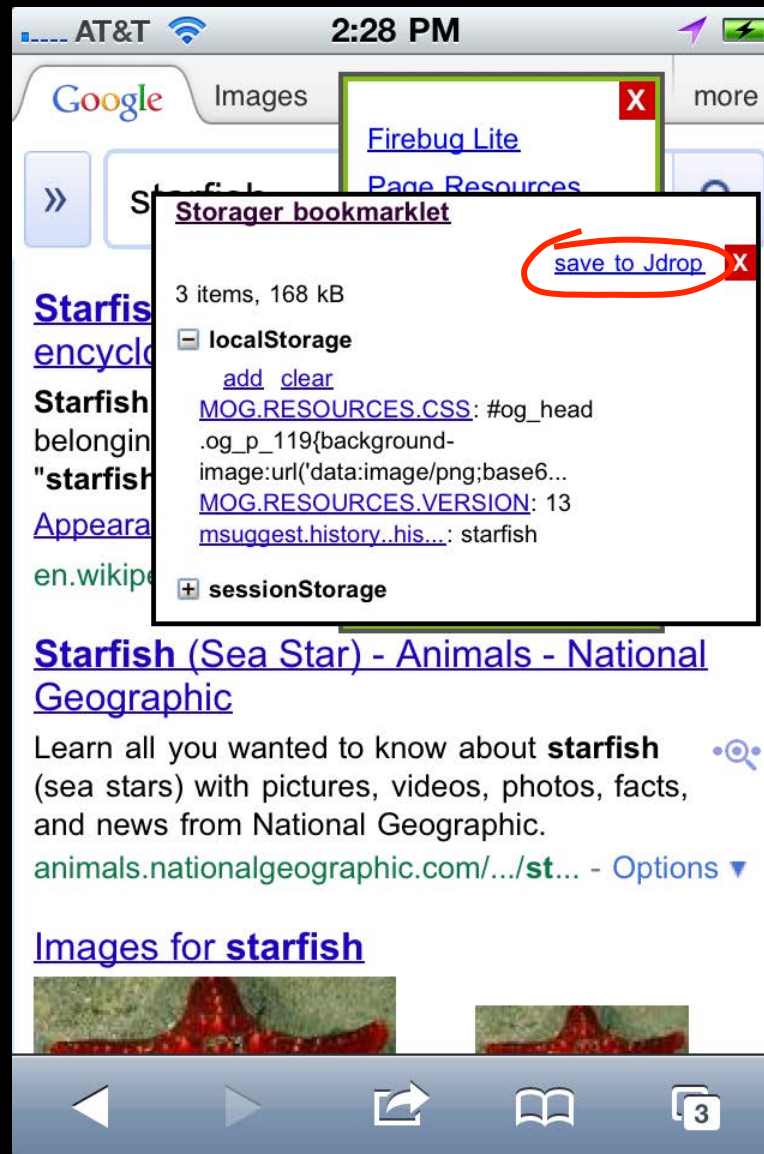 AT&T 2:28 PM
Google Images more
X
Firebug Lite
Page Resources
»
Storager bookmarklet
save to Jdrop X
3 items, 168 kB
localStorage
add clear
MOG.RESOURCES.CSS: #og_head
.og_p_119{background-
image:url('data:image/png;base6...
MOG.RESOURCES.VERSION: 13
msuggest.history..his...: starfish
sessionStorage
Starfis
encyclo
Starfish
belongin
"starfish
Appeara
en.wikipe
Starfish (Sea Star) - Animals - National
Geographic
Learn all you wanted to know about starfish
(sea stars) with pictures, videos, photos, facts,
and news from National Geographic.
animals.nationalgeographic.com/.../st... - Options ▼
Images for starfish
3